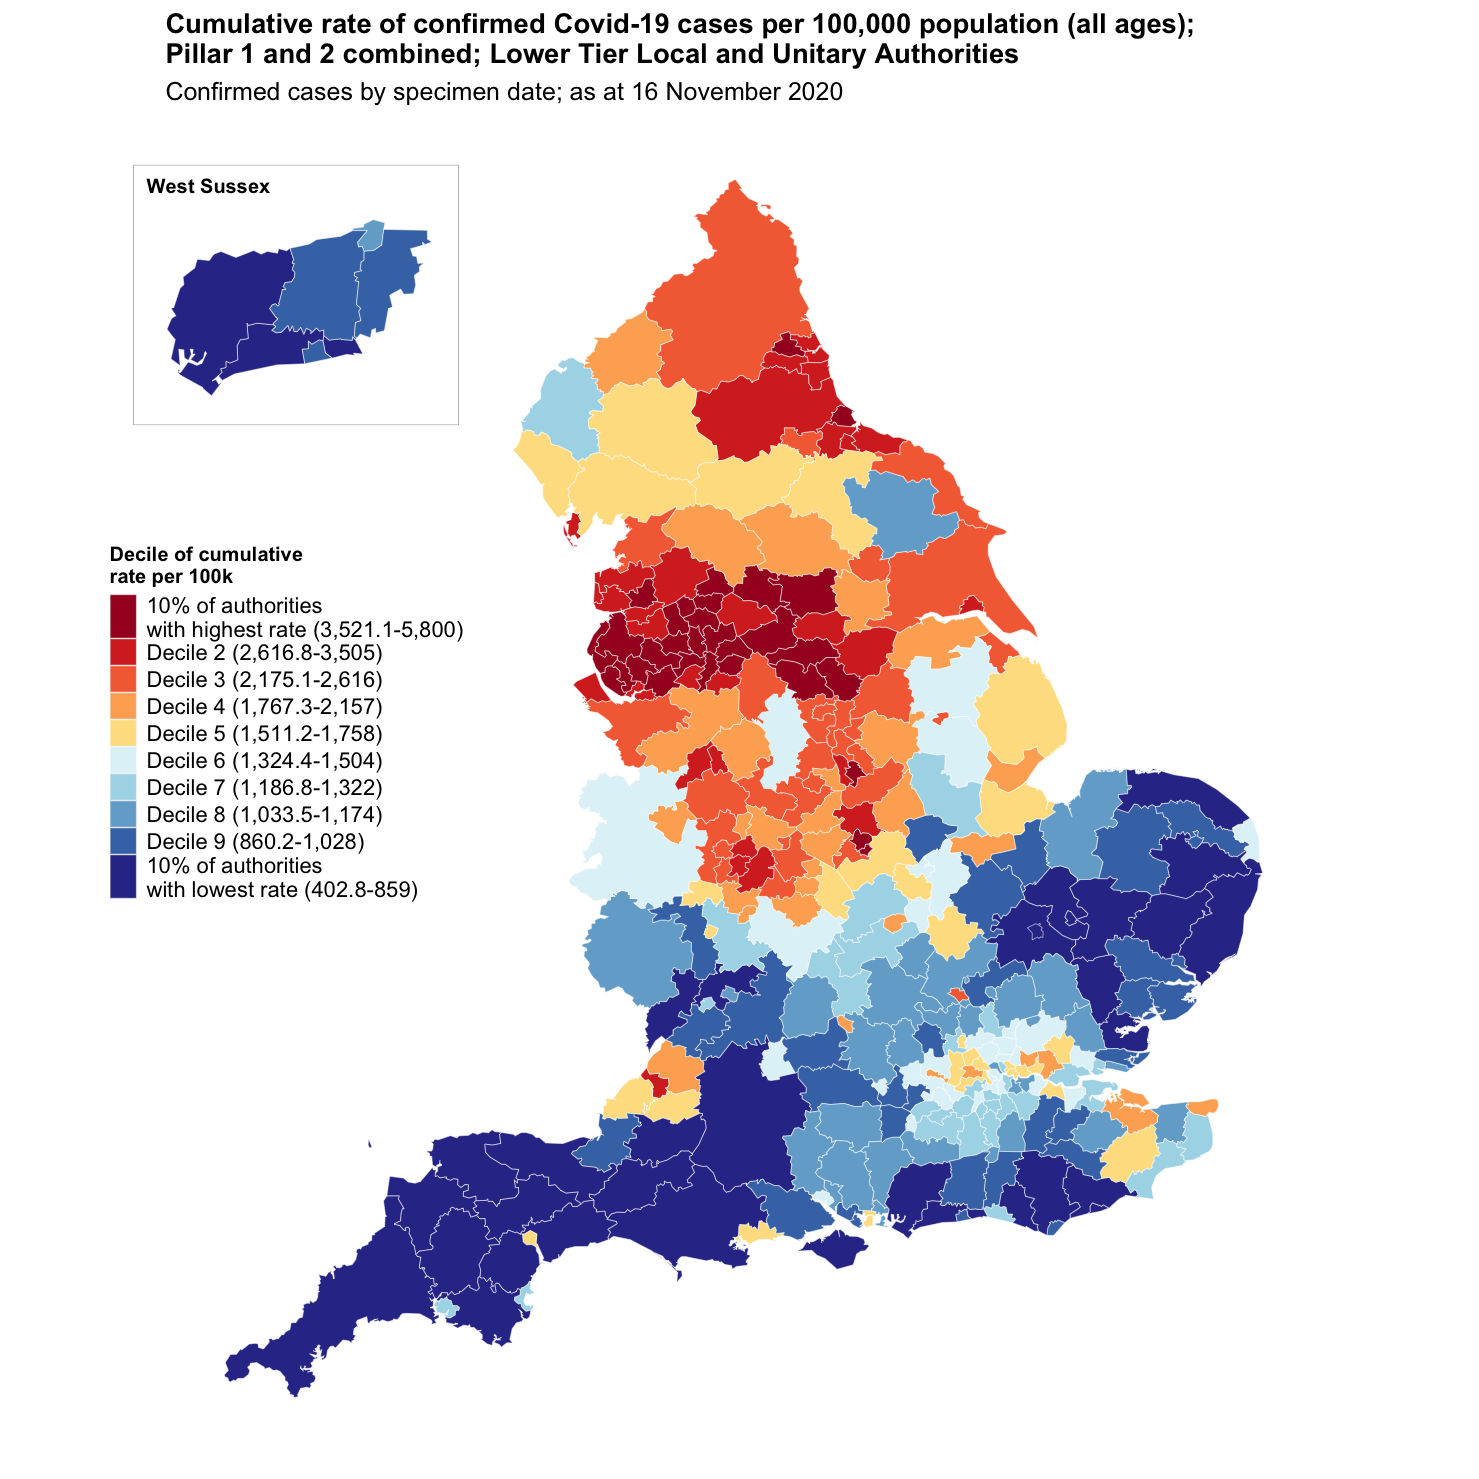 Cumulative rate of confirmed Covid-19 cases per 100,000 population (all ages);
Pillar 1 and 2 combined; Lower Tier Local and Unitary Authorities
Confirmed cases by specimen date; as at 16 November 2020
West Sussex
Decile of cumulative
rate per 100k
10% of authorities
with highest rate (3,521.1-5,800)
Decile 2 (2,616.8-3,505)
Decile 3 (2,175.1-2,616)
Decile 4 (1,767.3-2,157)
Decile 5 (1,511.2-1,758)
Decile 6 (1,324.4-1,504)
Decile 7 (1,186.8-1,322)
Decile 8 (1,033.5-1,174)
Decile 9 (860.2-1,028)
10% of authorities
with lowest rate (402.8-859)